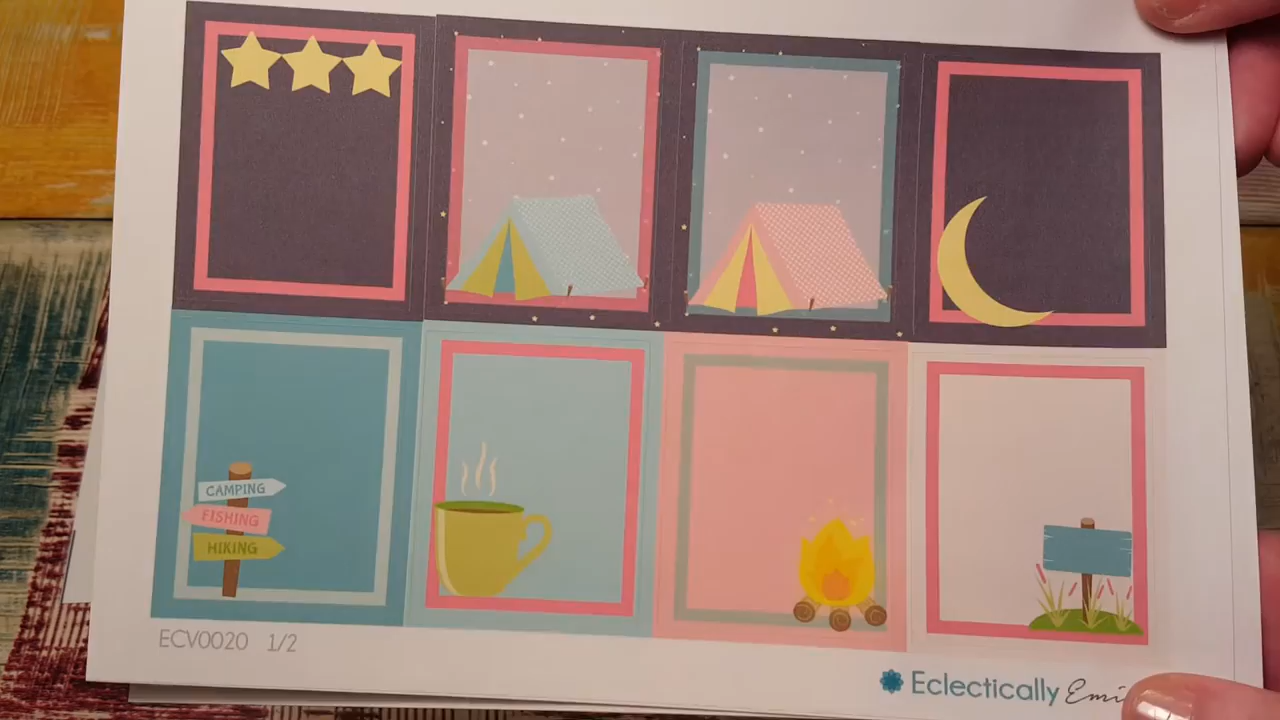 CAMPING
FISHING
HIKING
ECV0020 1/2
Eclectically